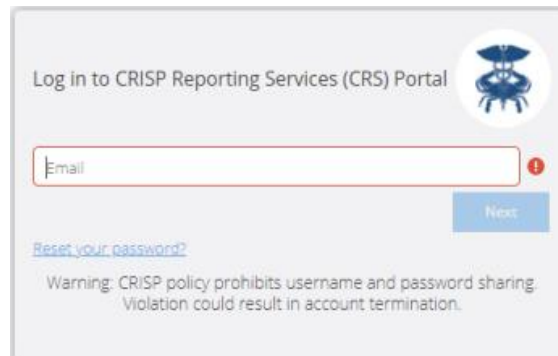 Log in to CRISP Reporting Services (CRS) Portal
Email
Next
Reset your password?
Warning: CRISP policy prohibits username and password sharing.
Violation could result in account termination.